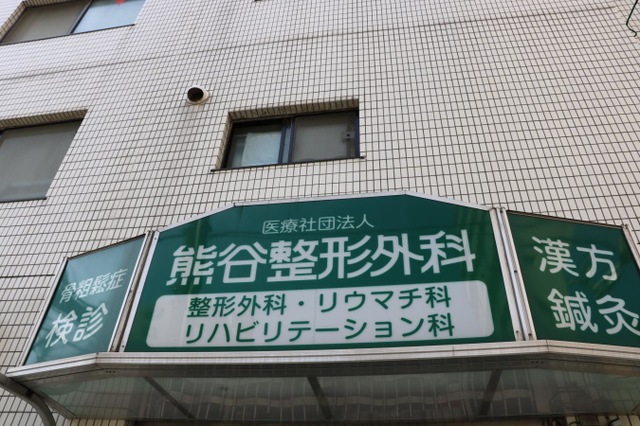 骨粗鬆症
検診
医療社団法人
熊谷整形外科
整形外科・リウマチ科
リハビリテーション科
漢方
鍼灸